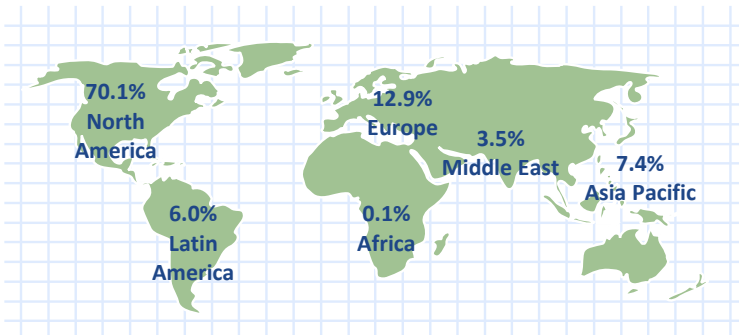 70.1%
North
America
12.9%
Europe
3.5%
Middle East
7.4%
Asia Pacific
6.0%
Latin
America
0.1%
Africa